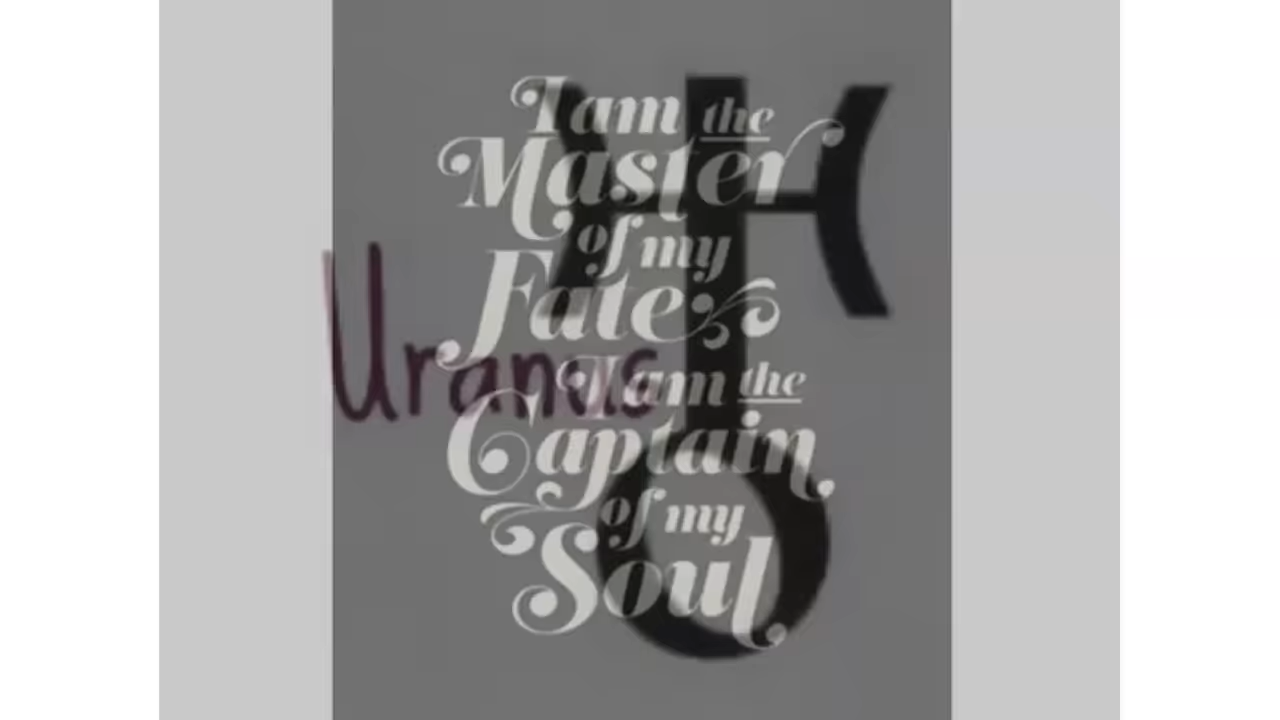 I am the
Master
of my
Fate
Uranus
I am the
Captain
of my
Soul